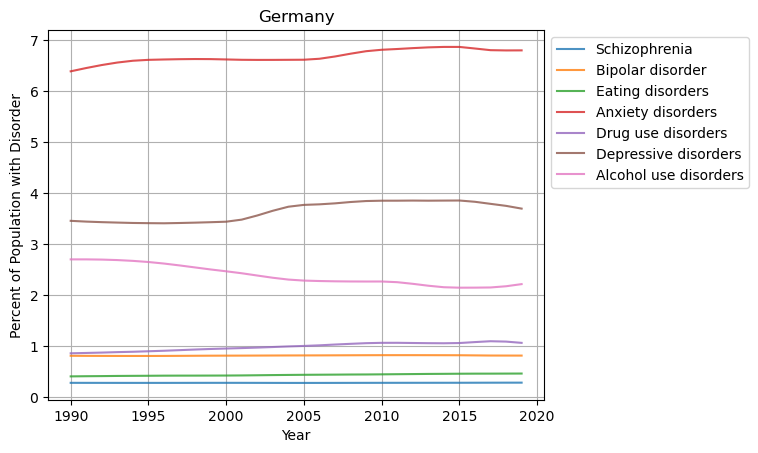 Germany
7
6
5
4
3
2
1
0
Percent of Population with Disorder
1990 1995 2000 2005 2010 2015 2020
Year
Schizophrenia
Bipolar disorder
Eating disorders
Anxiety disorders
Drug use disorders
Depressive disorders
Alcohol use disorders